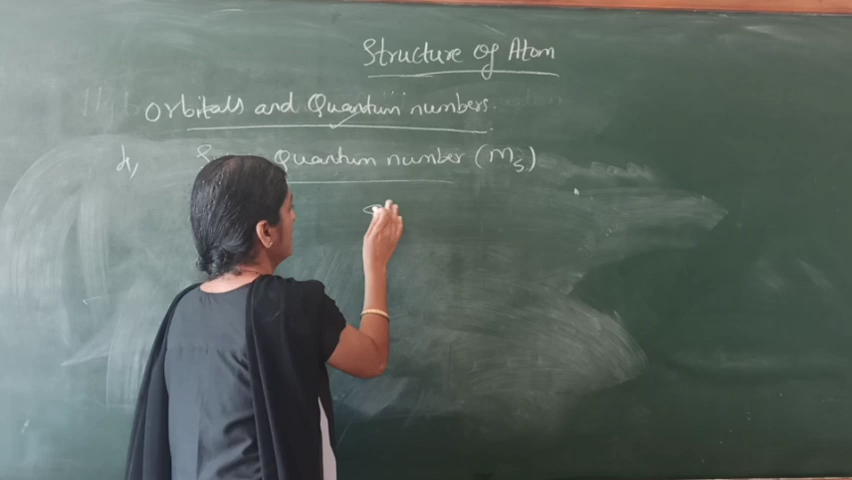 Structure of Atom
Orbitals and Quantum numbers.
Quantum number (ms)